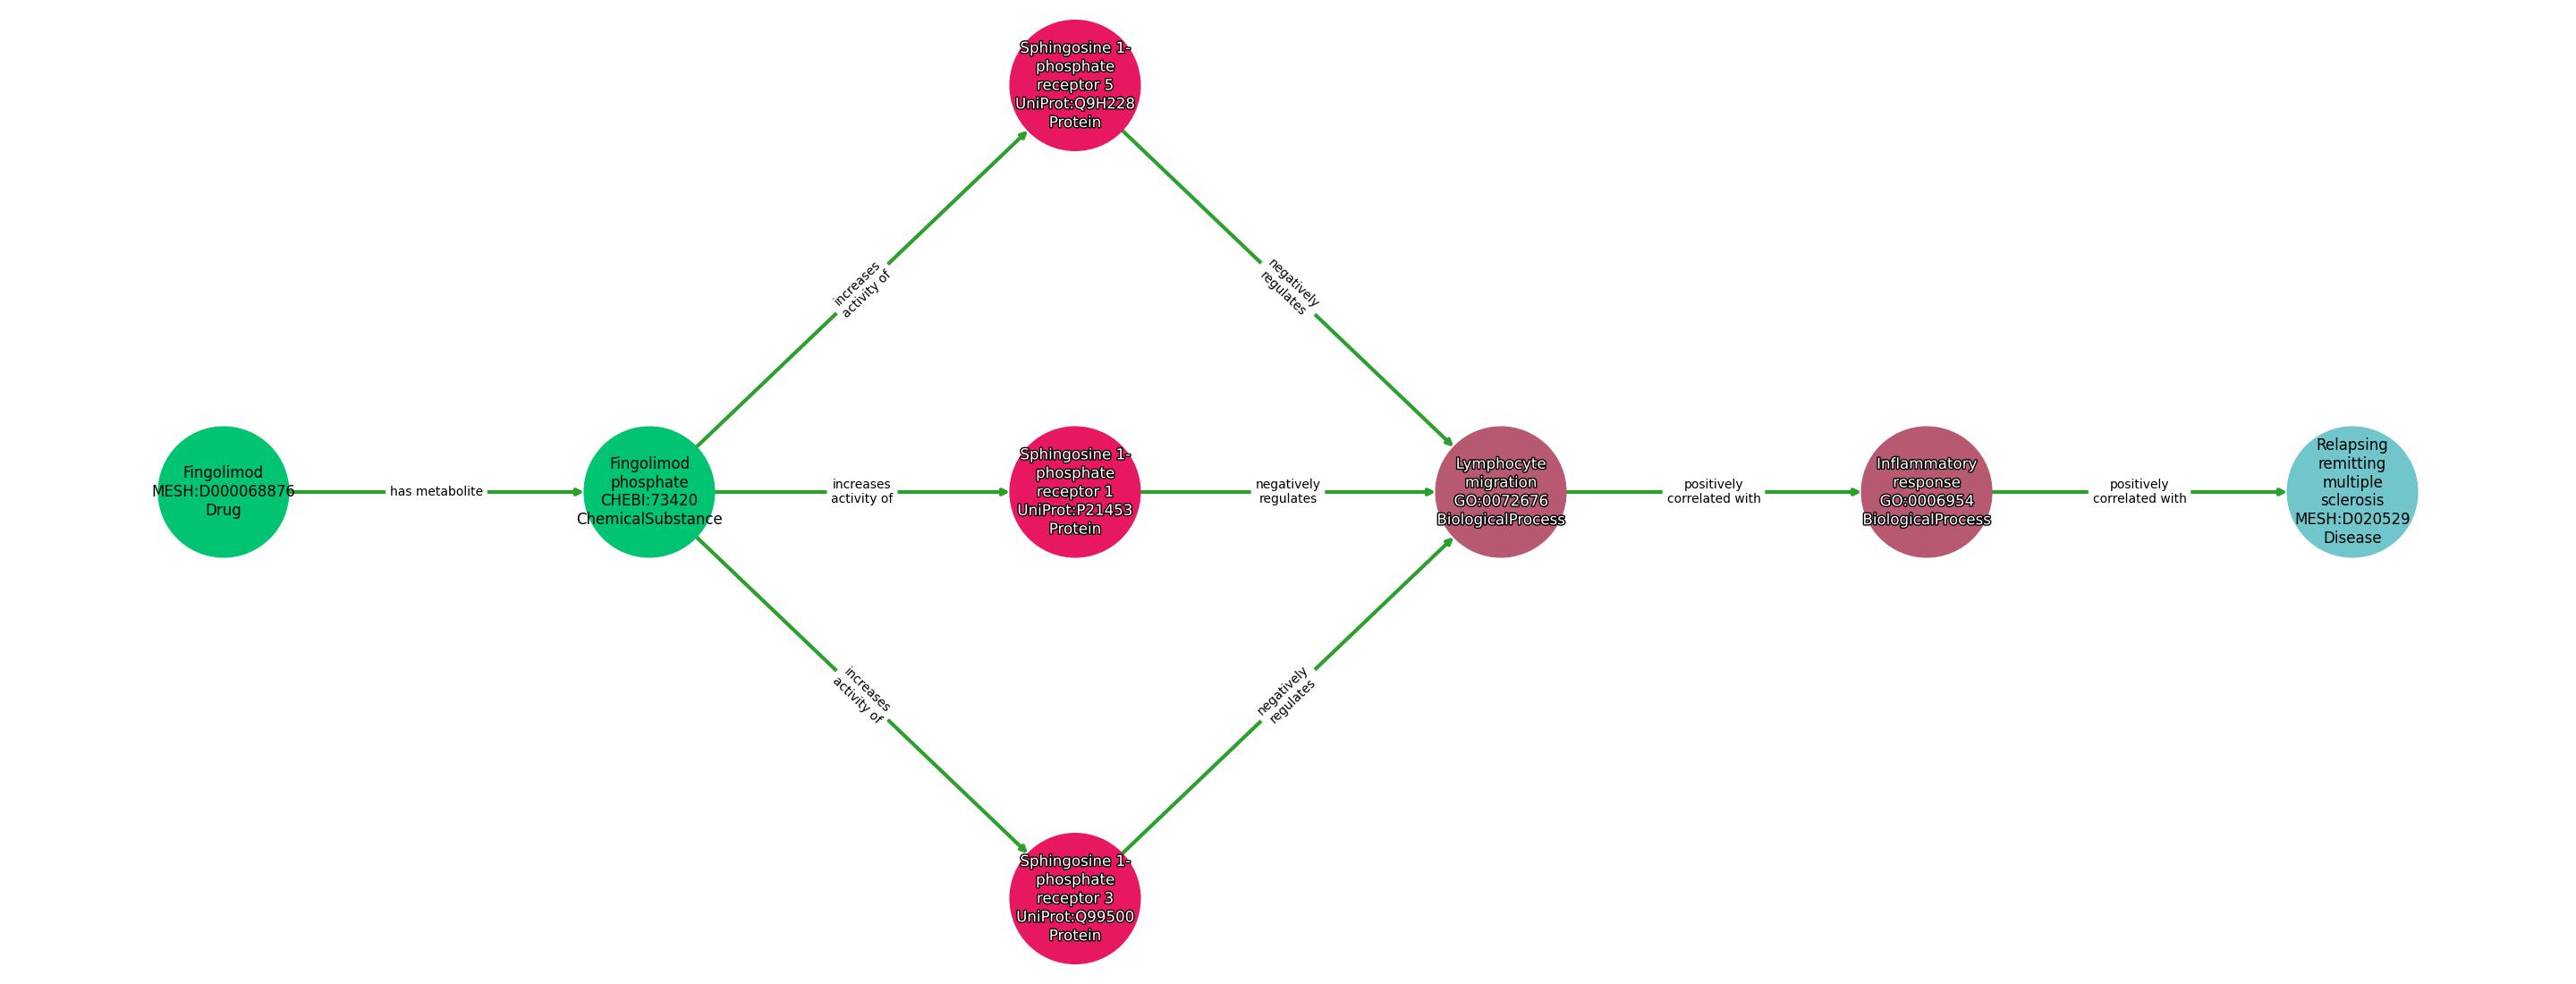 Sphingosine 1-
phosphate
receptor 5
UniProt:Q9H228
Protein
increases
activity of
negatively
regulates
Fingolimod
MESH:D000068876
Drug
has metabolite
Fingolimod
phosphate
CHEBI:73420
ChemicalSubstance
increases
activity of
Sphingosine 1-
phosphate
receptor 1
UniProt:P21453
Protein
negatively
regulates
Lymphocyte
migration
GO:0072676
BiologicalProcess
positively
correlated with
Inflammatory
response
GO:0006954
BiologicalProcess
positively
correlated with
Relapsing
remitting
multiple
sclerosis
MESH:D020529
Disease
increases
activity of
negatively
regulates
Sphingosine 1-
phosphate
receptor 3
UniProt:Q99500
Protein